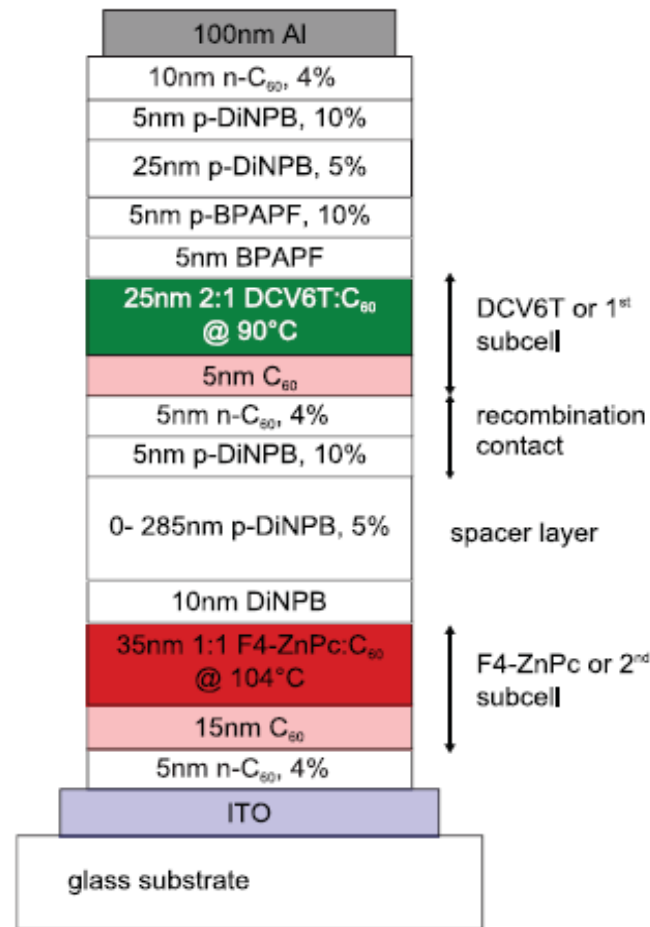 100nm Al
10nm n-C₆₀, 4%
5nm p-DiNPB, 10%
25nm p-DiNPB, 5%
5nm p-BPAPF, 10%
5nm BPAPF
25nm 2:1 DCV6T:C₆₀
@ 90°C
DCV6T or 1ˢᵗ
subcell
5nm C₆₀
5nm n-C₆₀, 4%
recombination
contact
5nm p-DiNPB, 10%
0- 285nm p-DiNPB, 5%
spacer layer
10nm DiNPB
35nm 1:1 F4-ZnPc:C₆₀
@ 104°C
F4-ZnPc or 2ⁿᵈ
subcell
15nm C₆₀
5nm n-C₆₀, 4%
ITO
glass substrate